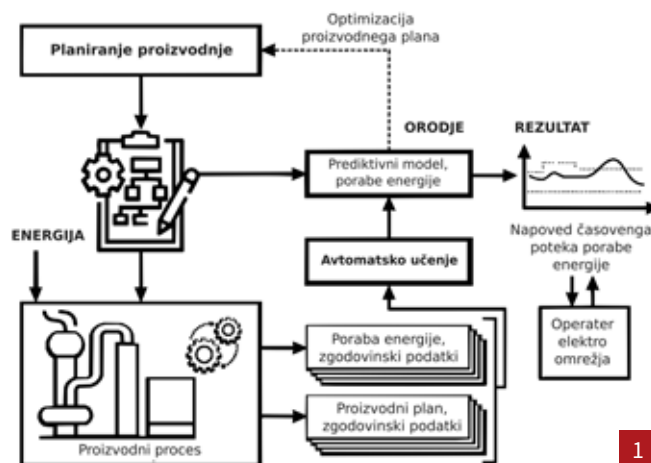 Optimizacija
proizvodnega plana
Planiranje proizvodnje
ORODJE
REZULTAT
Prediktivni model,
porabe energije
ENERGIJA
Napoved časovnega
poteka porabe
energije
Avtomatsko učenje
Poraba energije,
zgodovinski podatki
Operater
elektro
omrežja
Proizvodni plan,
zgodovinski podatki
Proizvodni proces
1